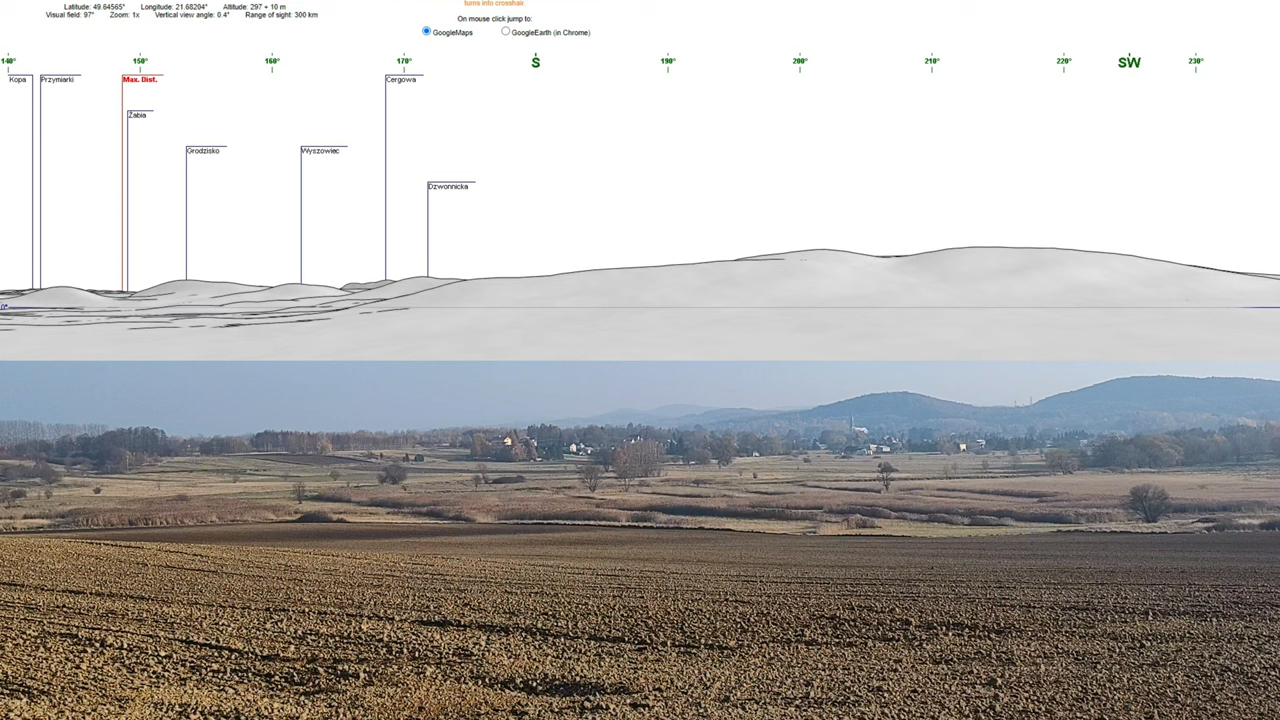 turns into crosshair.
Latitude: 49.64565° Longitude: 21.68204° Altitude: 297 + 10 m
Visual field: 97° Zoom: 1x Vertical view angle: 0.4° Range of sight: 300 km
On mouse click jump to:
GoogleMaps GoogleEarth (in Chrome)
140° 150° 160° 170° S 190° 200° 210° 220° SW 230°
Kopa Przymiarki Max. Dist. Cergowa
Żabia
Grodzisko Wyszowiec
Dzwonnicka
0°